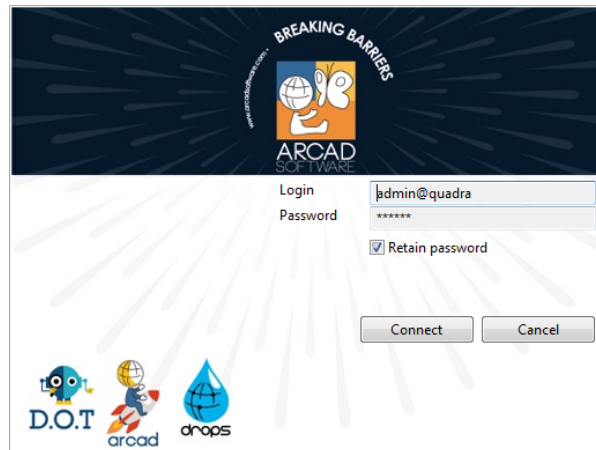 BREAKING BARRIERS
www.arcadsoftware.com •
ARCAD
SOFTWARE
Login
admin@quadra
Password
******
Retain password
Connect
Cancel
D.O.T
arcad
drops